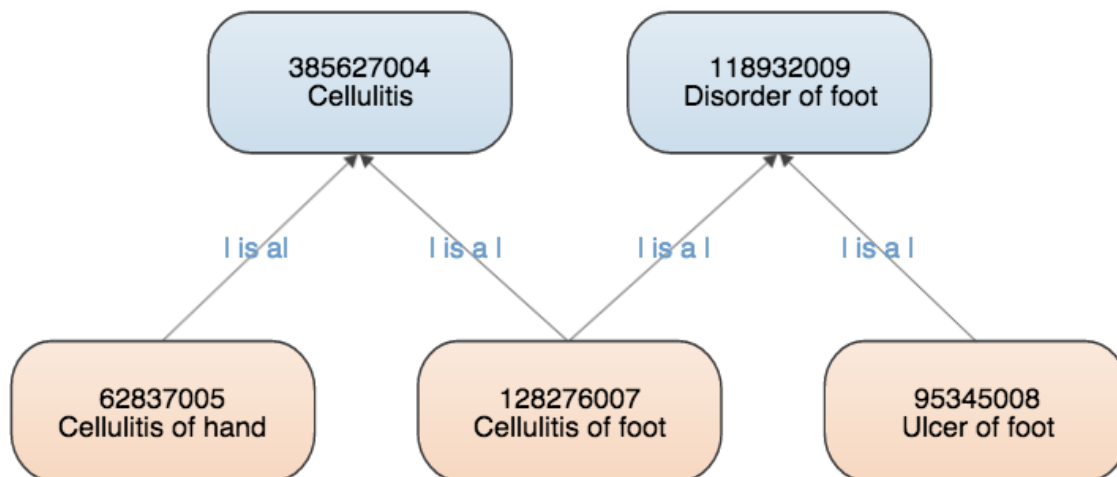 385627004
Cellulitis
118932009
Disorder of foot
| is a|
| is a |
| is a |
| is a |
62837005
Cellulitis of hand
128276007
Cellulitis of foot
95345008
Ulcer of foot